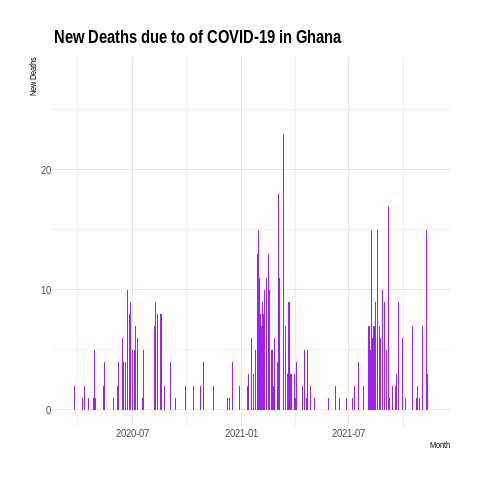 New Deaths due to of COVID-19 in Ghana
New Deaths
20
10
0
2020-07
2021-01
2021-07
Month